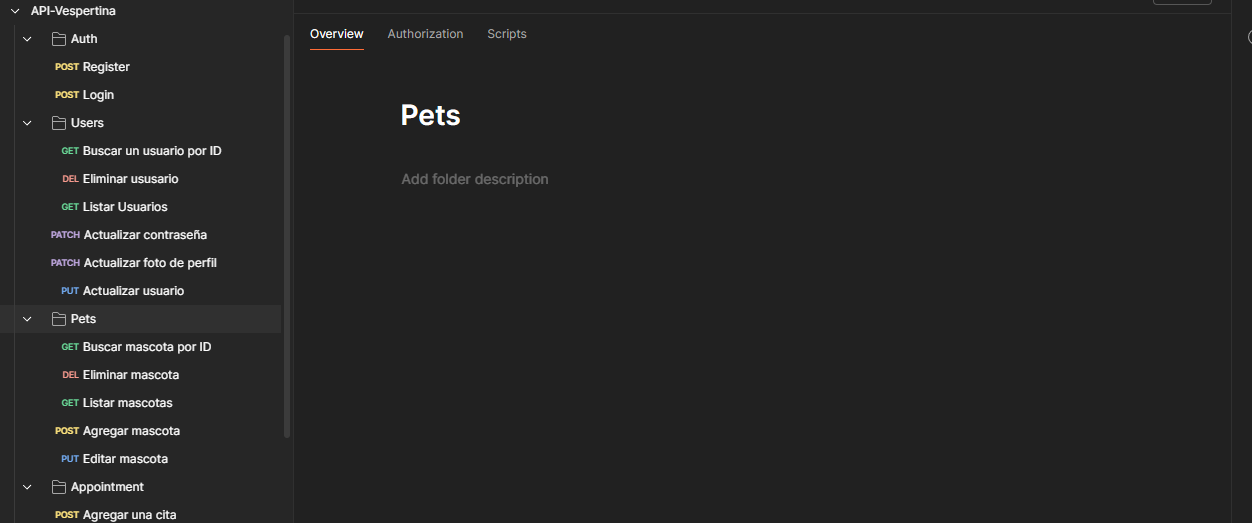 API-Vespertina
Auth
POST Register
POST Login
Users
GET Buscar un usuario por ID
DEL Eliminar ususario
GET Listar Usuarios
PATCH Actualizar contraseña
PATCH Actualizar foto de perfil
PUT Actualizar usuario
Pets
GET Buscar mascota por ID
DEL Eliminar mascota
GET Listar mascotas
POST Agregar mascota
PUT Editar mascota
Appointment
POST Agregar una cita
Overview Authorization Scripts
Pets
Add folder description